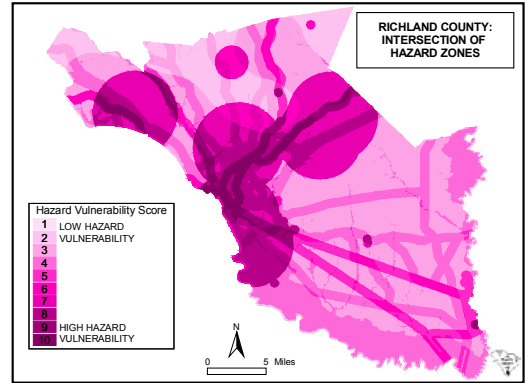 RICHLAND COUNTY:
INTERSECTION OF
HAZARD ZONES
Hazard Vulnerability Score
1 LOW HAZARD
2 VULNERABILITY
3
4
5
6
7
8
9 HIGH HAZARD
10 VULNERABILITY
N
0 5 Miles